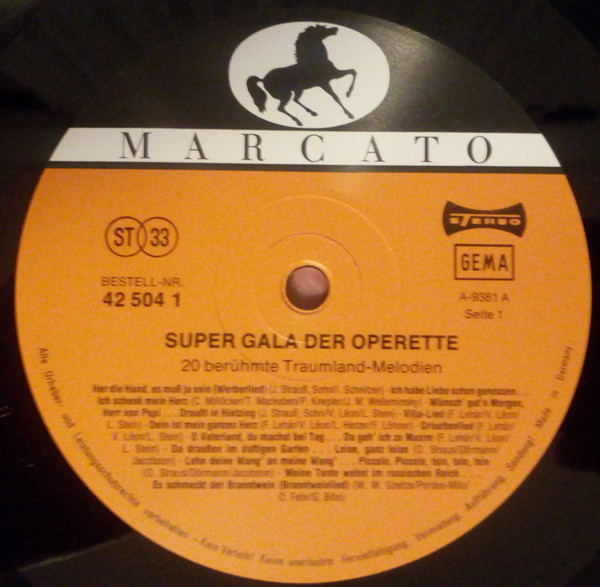 MARCATO
ST 33
STEREO
GEMA
BESTELL-NR.
42 504 1
A-9381 A
Seite 1
SUPER GALA DER OPERETTE
20 berühmte Traumland-Melodien
Her die Hand, es muß ja sein (Werberlied) (J. Strauß, Sohn/I. Schnitzer) - Ich habe Liebe schon genossen...
Ich schenk mein Herz (C. Millöcker/T. Mackeben/P. Knepler/J. M. Welleminsky) - Wünsch' gut'n Morgen,
Herr von Pepi... Drauß't in Hietzing (J. Strauß, Sohn/V. Léon/L. Stein) - Vilja-Lied (F. Lehár/V. Léon/
L. Stein) - Dein ist mein ganzes Herz (F. Lehár/V. Léon/L. Herzer/F. Löhner) - Grisettenlied (F. Lehár/
V. Léon/L. Stein) - O Vaterland, du machst bei Tag... Da geh' ich zu Maxim (F. Lehár/V. Léon/
L. Stein) - Da draußen im duftigen Garten... Leise, ganz leise (O. Straus/Dörmann/
Jacobson) - Lehn deine Wang' an meine Wang'... Piccolo, Piccolo, tsin, tsin, tsin
(O. Straus/Dörmann/Jacobson) - Meine Tante wohnt im russischen Reich...
Es schmeckt der Branntwein (Branntweinlied) (W. W. Goetze/Pordes-Milo/
O. Felix/G. Bibo)
Alle Urheber- und Leistungsschutzrechte vorbehalten - Kein Verleih! Keine unerlaubte Vervielfältigung, Vermietung, Aufführung, Sendung! Made in Germany